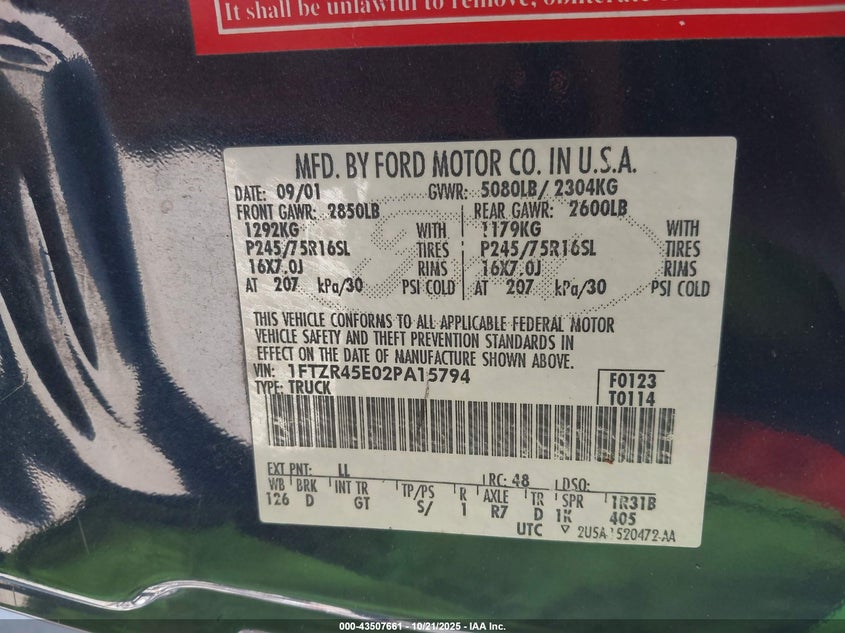 It shall be unlawful to remove, obliterate
MFD. BY FORD MOTOR CO. IN U.S.A.
DATE: 09/01 GVWR: 5080LB/ 2304KG
FRONT GAWR: 2850LB REAR GAWR: 2600LB
1292KG WITH 1179KG WITH
P245/75R16SL TIRES P245/75R16SL TIRES
16X7.0J RIMS 16X7.0J RIMS
AT 207 kPa/30 PSI COLD AT 207 kPa/30 PSI COLD
THIS VEHICLE CONFORMS TO ALL APPLICABLE FEDERAL MOTOR
VEHICLE SAFETY AND THEFT PREVENTION STANDARDS IN
EFFECT ON THE DATE OF MANUFACTURE SHOWN ABOVE.
VIN: 1FTZR45E02PA15794 F0123
TYPE: TRUCK T0114
EXT PNT: LL RC: 48 DSO:
WB BRK INT TR TP/PS R AXLE TR SPR 1R31B
126 D GT S/ 1 R7 D 1K 405
UTC ▽ 2U5A-1520472-AA
000-43507661 - 10/21/2025 - IAA Inc.